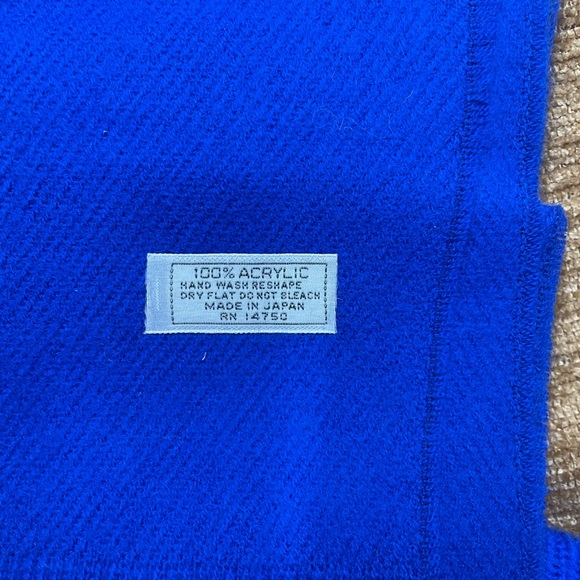 100% ACRYLIC
HAND WASH RESHAPE
DRY FLAT DO NOT BLEACH
MADE IN JAPAN
RN 14750